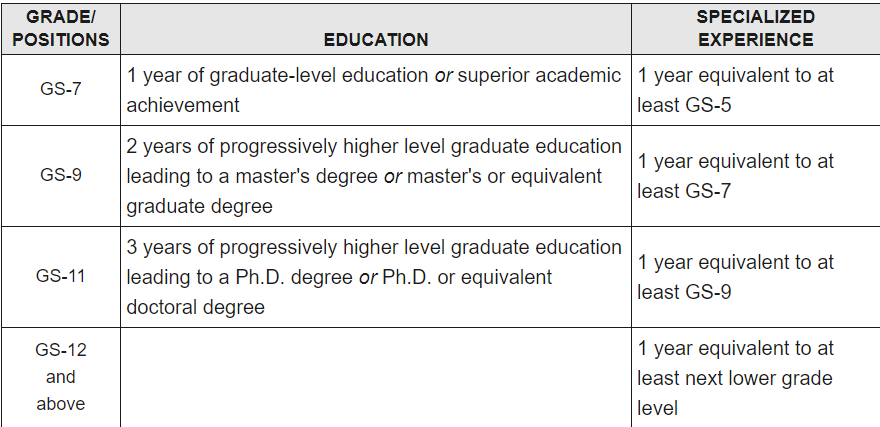 GRADE/
POSITIONS
EDUCATION
SPECIALIZED
EXPERIENCE
GS-7
1 year of graduate-level education or superior academic
achievement
1 year equivalent to at
least GS-5
GS-9
2 years of progressively higher level graduate education
leading to a master's degree or master's or equivalent
graduate degree
1 year equivalent to at
least GS-7
GS-11
3 years of progressively higher level graduate education
leading to a Ph.D. degree or Ph.D. or equivalent
doctoral degree
1 year equivalent to at
least GS-9
GS-12
and
above
1 year equivalent to at
least next lower grade
level